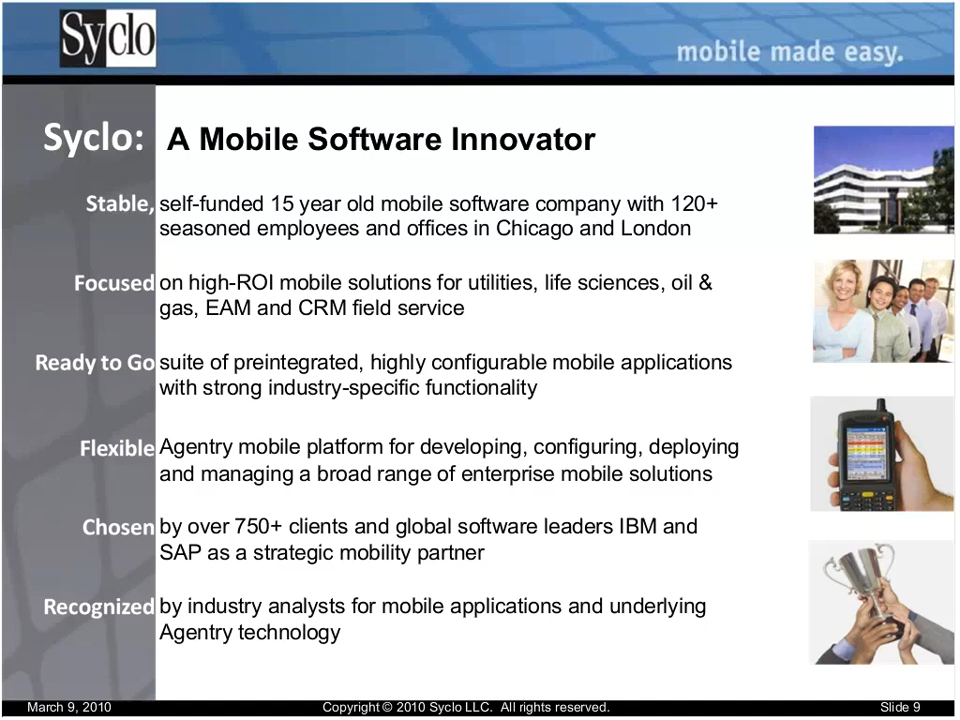 Syclo
mobile made easy.
Syclo: A Mobile Software Innovator
Stable, self-funded 15 year old mobile software company with 120+
seasoned employees and offices in Chicago and London
Focused on high-ROI mobile solutions for utilities, life sciences, oil &
gas, EAM and CRM field service
Ready to Go suite of preintegrated, highly configurable mobile applications
with strong industry-specific functionality
Flexible Agentry mobile platform for developing, configuring, deploying
and managing a broad range of enterprise mobile solutions
Chosen by over 750+ clients and global software leaders IBM and
SAP as a strategic mobility partner
Recognized by industry analysts for mobile applications and underlying
Agentry technology
March 9, 2010 Copyright © 2010 Syclo LLC. All rights reserved. Slide 9